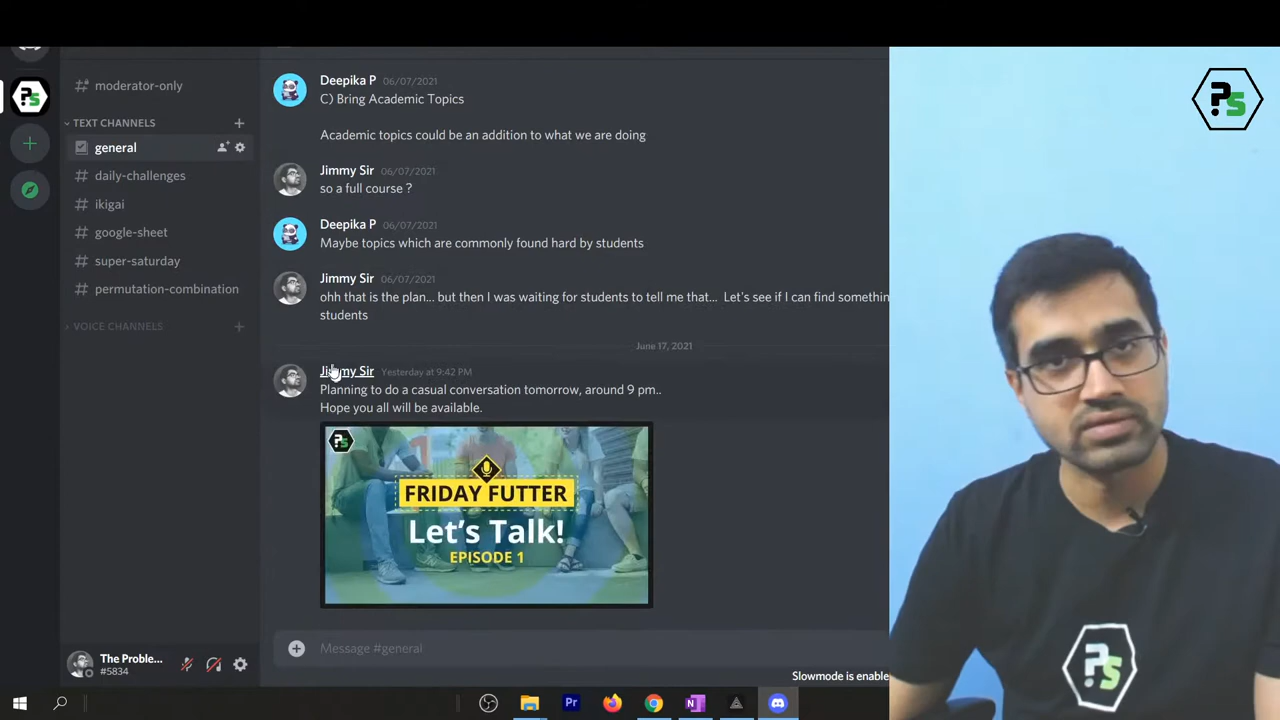 moderator-only
TEXT CHANNELS
general
daily-challenges
ikigai
google-sheet
super-saturday
permutation-combination
VOICE CHANNELS
The Proble...
#5834
Deepika P 06/07/2021
C) Bring Academic Topics
Academic topics could be an addition to what we are doing
Jimmy Sir 06/07/2021
so a full course ?
Deepika P 06/07/2021
Maybe topics which are commonly found hard by students
Jimmy Sir 06/07/2021
ohh that is the plan... but then I was waiting for students to tell me that... Let's see if I can find somethin
students
June 17, 2021
Jimmy Sir Yesterday at 9:42 PM
Planning to do a casual conversation tomorrow, around 9 pm..
Hope you all will be available.
PS
FRIDAY FUTTER
Let's Talk!
EPISODE 1
Message #general
Slowmode is enable
Pr
N
PS
PS
PS